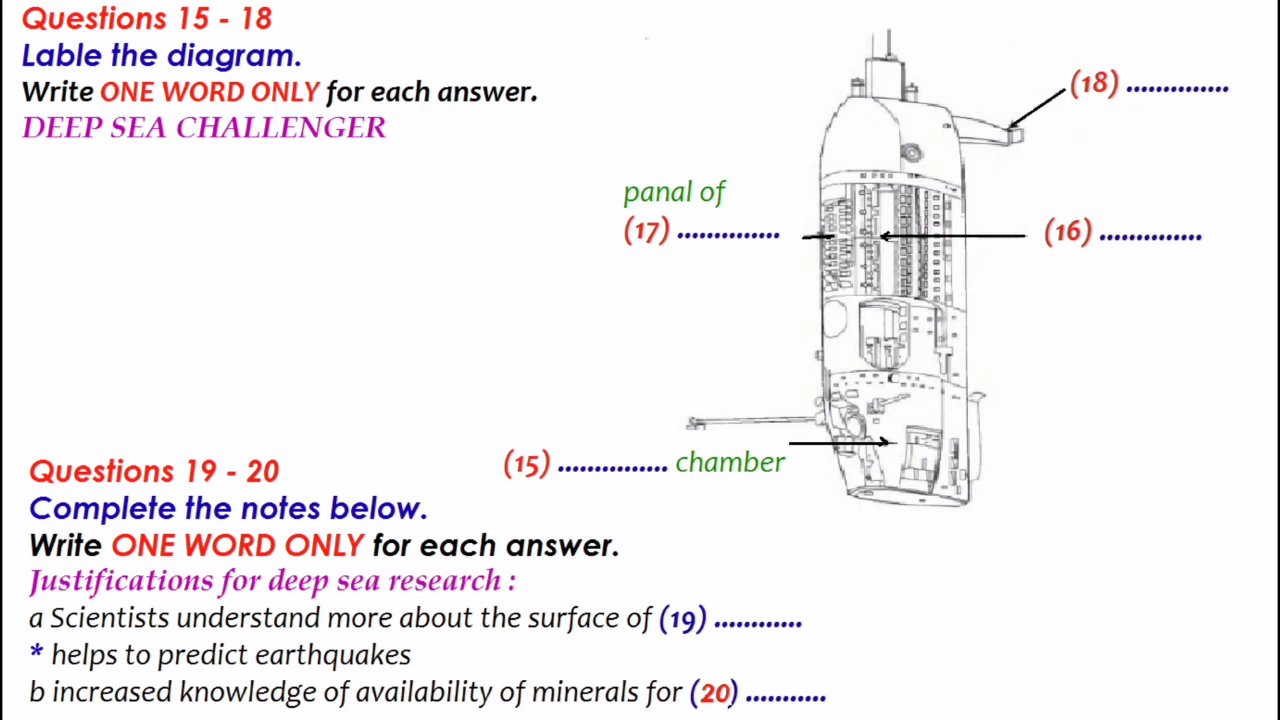 Questions 15 - 18
Lable the diagram.
Write ONE WORD ONLY for each answer.
DEEP SEA CHALLENGER
(18) ..............
panal of
(17) ..............
(16) ..............
(15) ............... chamber
Questions 19 - 20
Complete the notes below.
Write ONE WORD ONLY for each answer.
Justifications for deep sea research :
a Scientists understand more about the surface of (19) ............
* helps to predict earthquakes
b increased knowledge of availability of minerals for (20) ...........